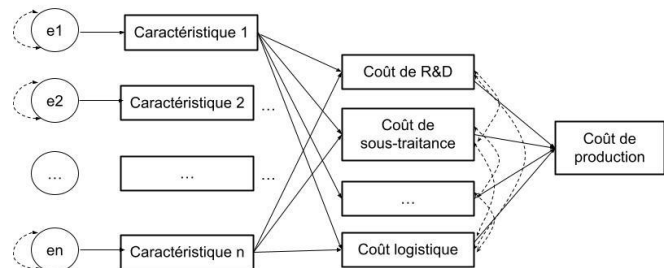 e1
Caractéristique 1
e2
Caractéristique 2
...
...
...
...
en
Caractéristique n
...
Coût de R&D
Coût de
sous-traitance
...
Coût logistique
Coût de
production